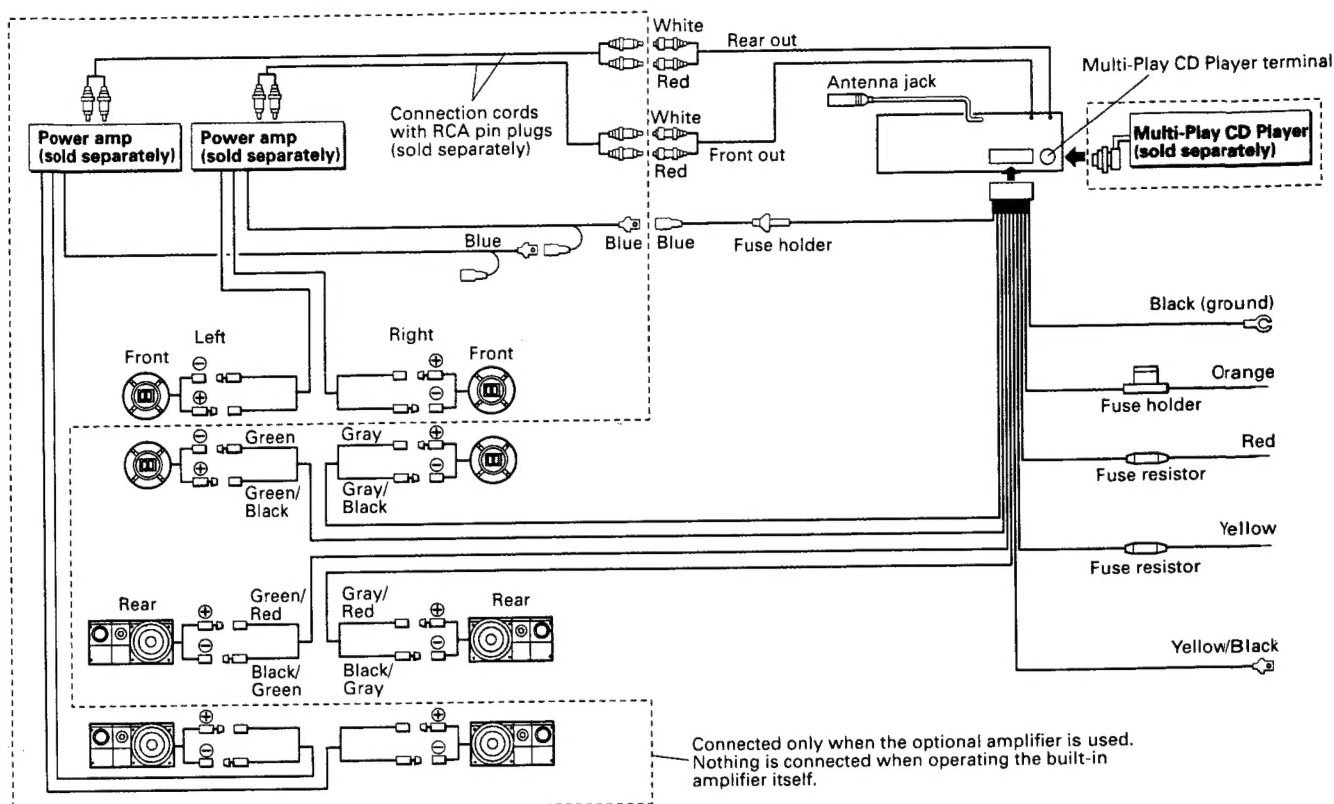 White
Rear out
Multi-Play CD Player terminal
Red
Antenna jack
Connection cords
with RCA pin plugs
(sold separately)
White
Front out
Red
Power amp
(sold separately)
Power amp
(sold separately)
Multi-Play CD Player
(sold separately)
Blue
Blue
Blue
Fuse holder
Black (ground)
Left
Right
Front
Front
Orange
Fuse holder
Green
Gray
Green/
Black
Gray/
Black
Red
Fuse resistor
Yellow
Fuse resistor
Rear
Green/
Red
Gray/
Red
Rear
Black/
Green
Black/
Gray
Yellow/Black
Connected only when the optional amplifier is used.
Nothing is connected when operating the built-in
amplifier itself.